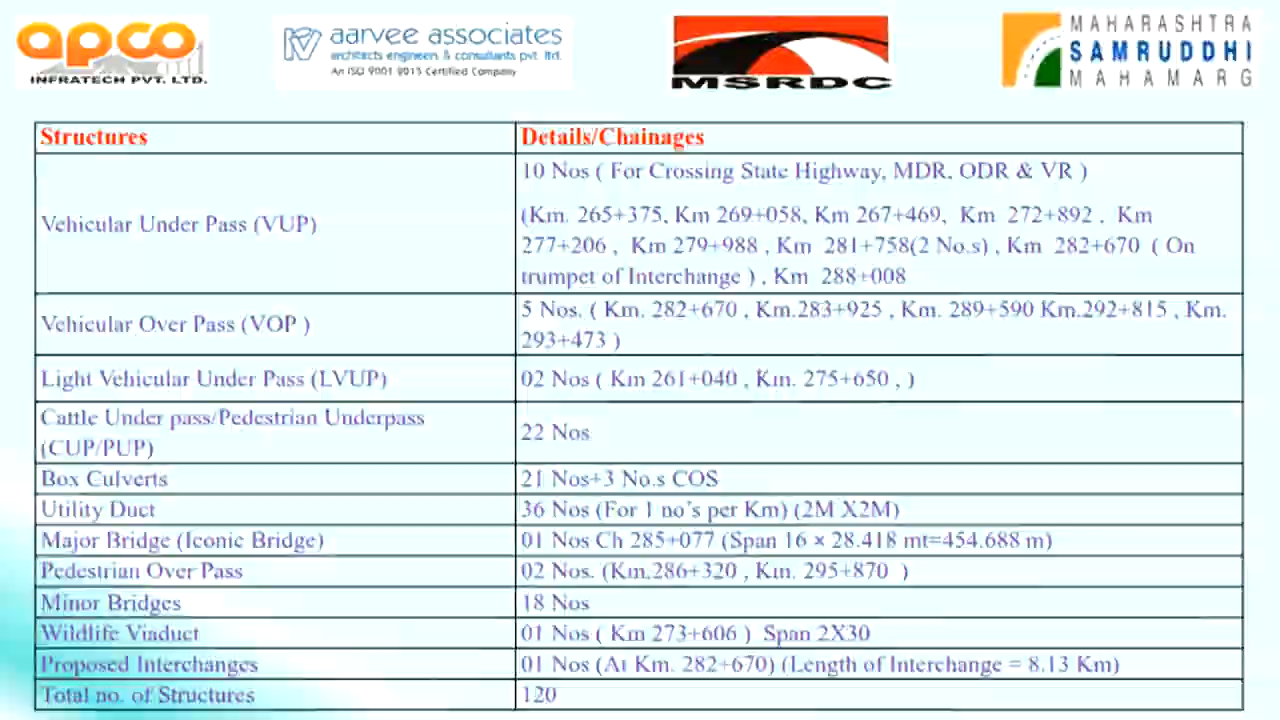 apco
INFRATECH PVT. LTD.
aarvee associates
architects engineers & consultants pvt. ltd.
An ISO 9001 2015 Certified Company
MSRDC
MAHARASHTRA
SAMRUDDHI
MAHAMARG
Structures Details/Chainages
Vehicular Under Pass (VUP)
10 Nos ( For Crossing State Highway, MDR, ODR & VR )
(Km. 265+375, Km 269+058, Km 267+469, Km 272+892 , Km
277+206 , Km 279+988 , Km 281+758(2 No.s) , Km 282+670 ( On
trumpet of Interchange ) , Km 288+008
Vehicular Over Pass (VOP )
5 Nos. ( Km. 282+670 , Km.283+925 , Km. 289+590 Km.292+815 , Km.
293+473 )
Light Vehicular Under Pass (LVUP) 02 Nos ( Km 261+040 , Km. 275+650 , )
Cattle Under pass/Pedestrian Underpass
(CUP/PUP)
22 Nos
Box Culverts 21 Nos+3 No.s COS
Utility Duct 36 Nos (For 1 no's per Km) (2M X2M)
Major Bridge (Iconic Bridge) 01 Nos Ch 285+077 (Span 16 × 28.418 mt=454.688 m)
Pedestrian Over Pass 02 Nos. (Km.286+320 , Km. 295+870 )
Minor Bridges 18 Nos
Wildlife Viaduct 01 Nos ( Km 273+606 ) Span 2X30
Proposed Interchanges 01 Nos (At Km. 282+670) (Length of Interchange = 8.13 Km)
Total no. of Structures 120